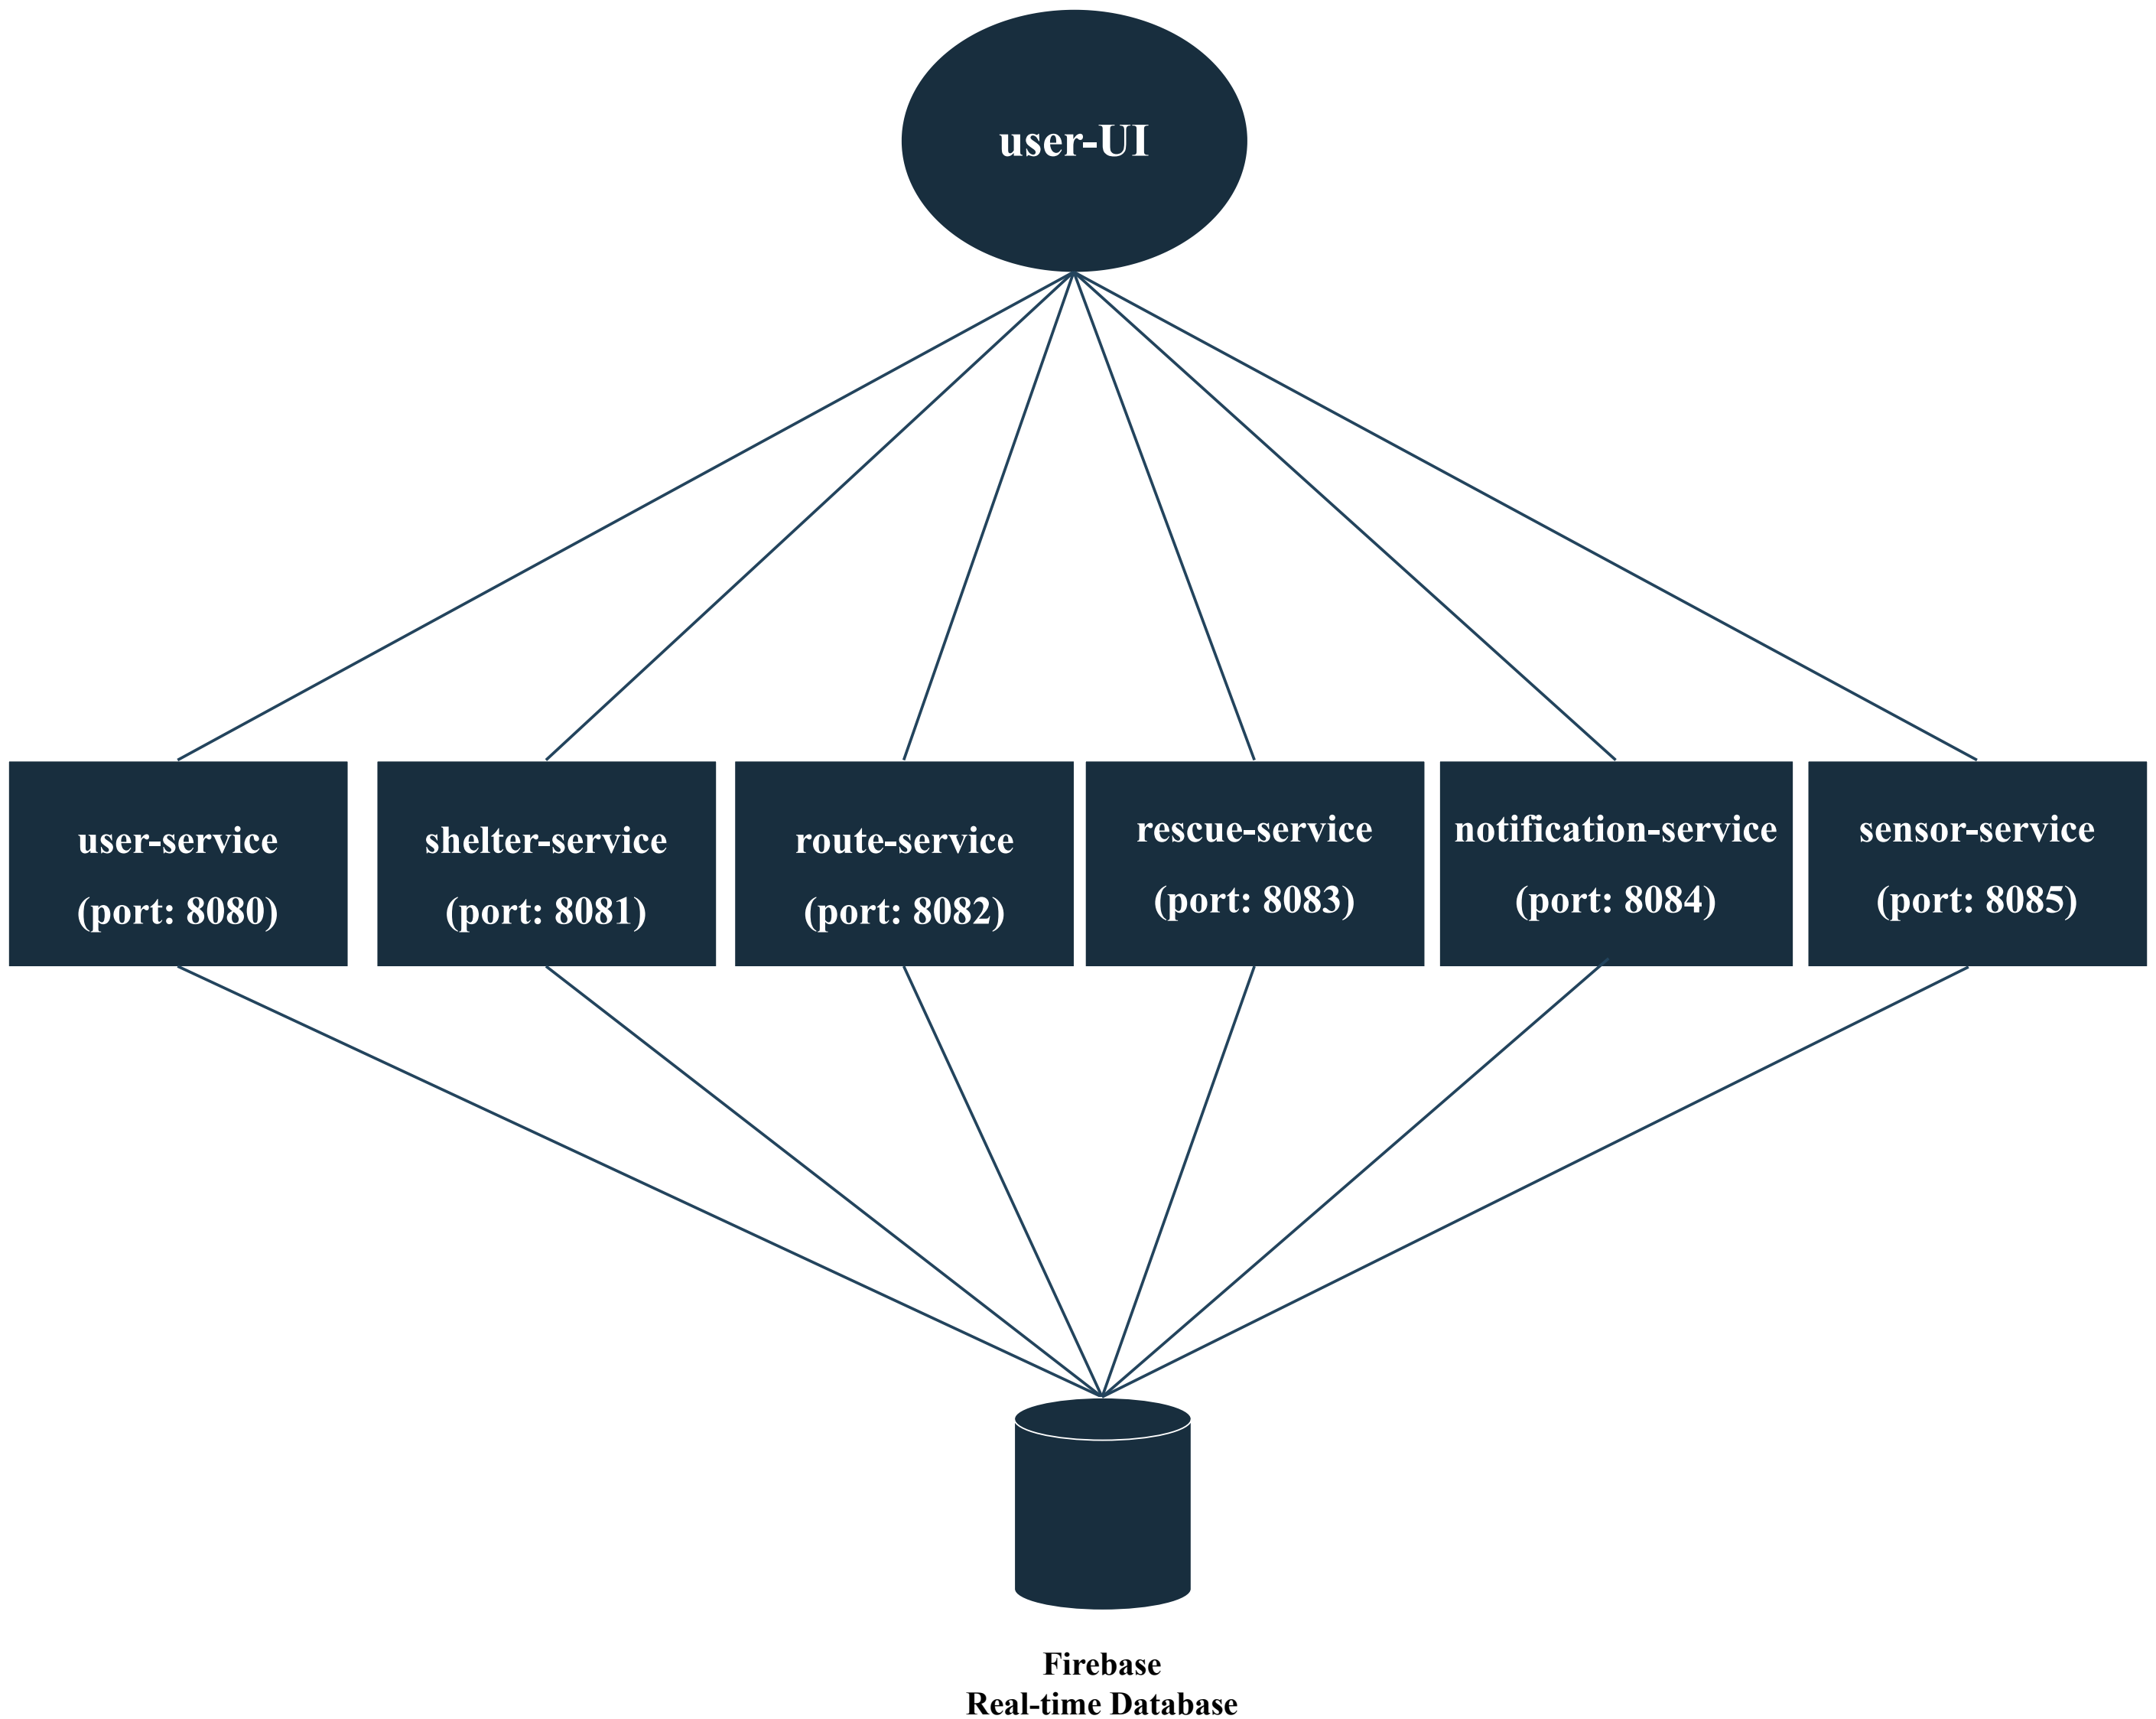 user-UI
user-service
(port: 8080)
shelter-service
(port: 8081)
route-service
(port: 8082)
rescue-service
(port: 8083)
notification-service
(port: 8084)
sensor-service
(port: 8085)
Firebase
Real-time Database